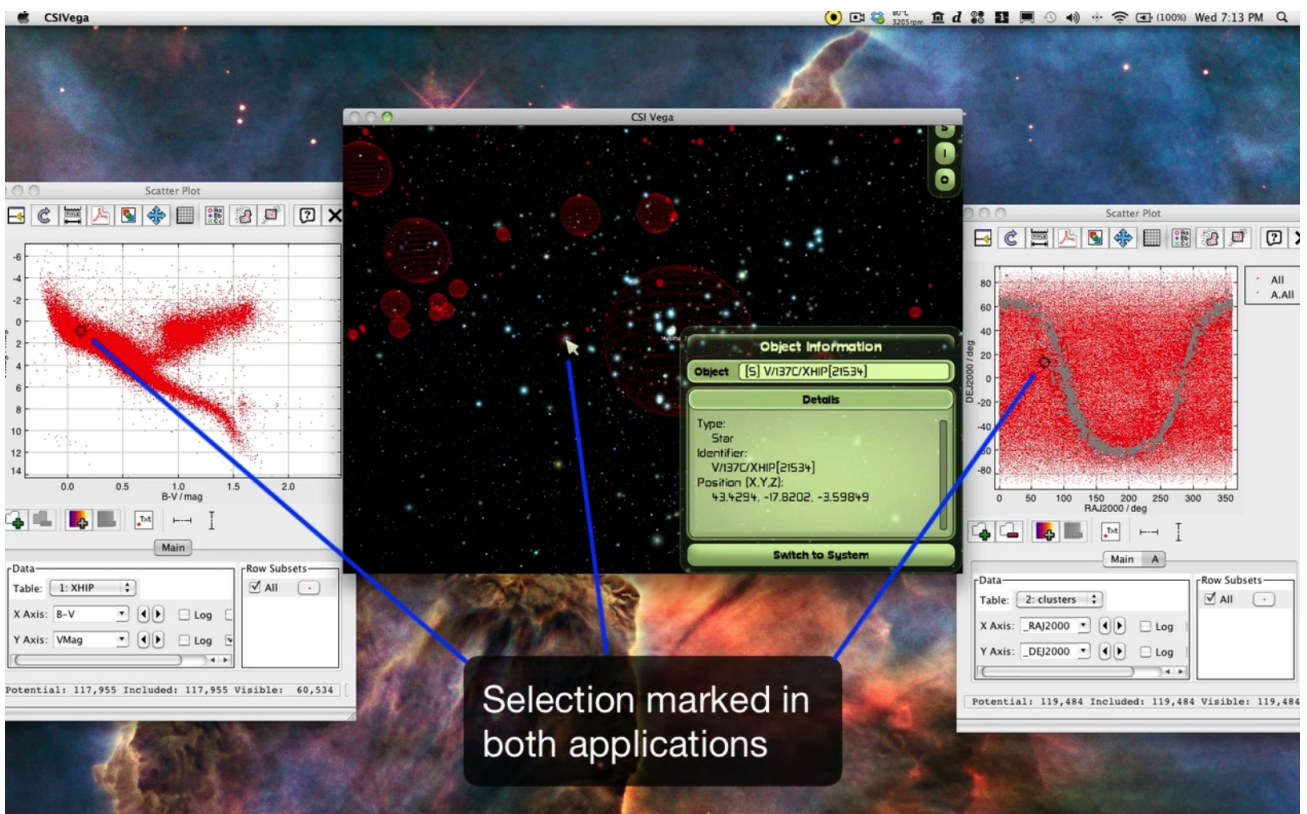 CSIVega
3205rpm
(100%) Wed 7:13 PM
CSI Vega
S
I
O
Object Information
Object [S] V/137C/XHIP[21534]
Details
Type:
Star
Identifier:
V/137C/XHIP[21534]
Position (X,Y,Z):
43.4294, -17.8202, -3.59849
Switch to System
Scatter Plot
-6
-4
-2
0
2
4
6
8
10
12
14
0.0 0.5 1.0 1.5 2.0
B-V / mag
Main
Data
Table: 1: XHIP
X Axis: B-V Log
Y Axis: VMag Log
Row Subsets
All
Potential: 117,955 Included: 117,955 Visible: 60,534
Scatter Plot
80
60
40
20
0
-20
-40
-60
-80
DEJ2000 / deg
0 50 100 150 200 250 300 350
RAJ2000 / deg
All
A.All
Main A
Data
Table: 2: clusters
X Axis: _RAJ2000 Log
Y Axis: _DEJ2000 Log
Row Subsets
All
Potential: 119,484 Included: 119,484 Visible: 119,484
Selection marked in
both applications